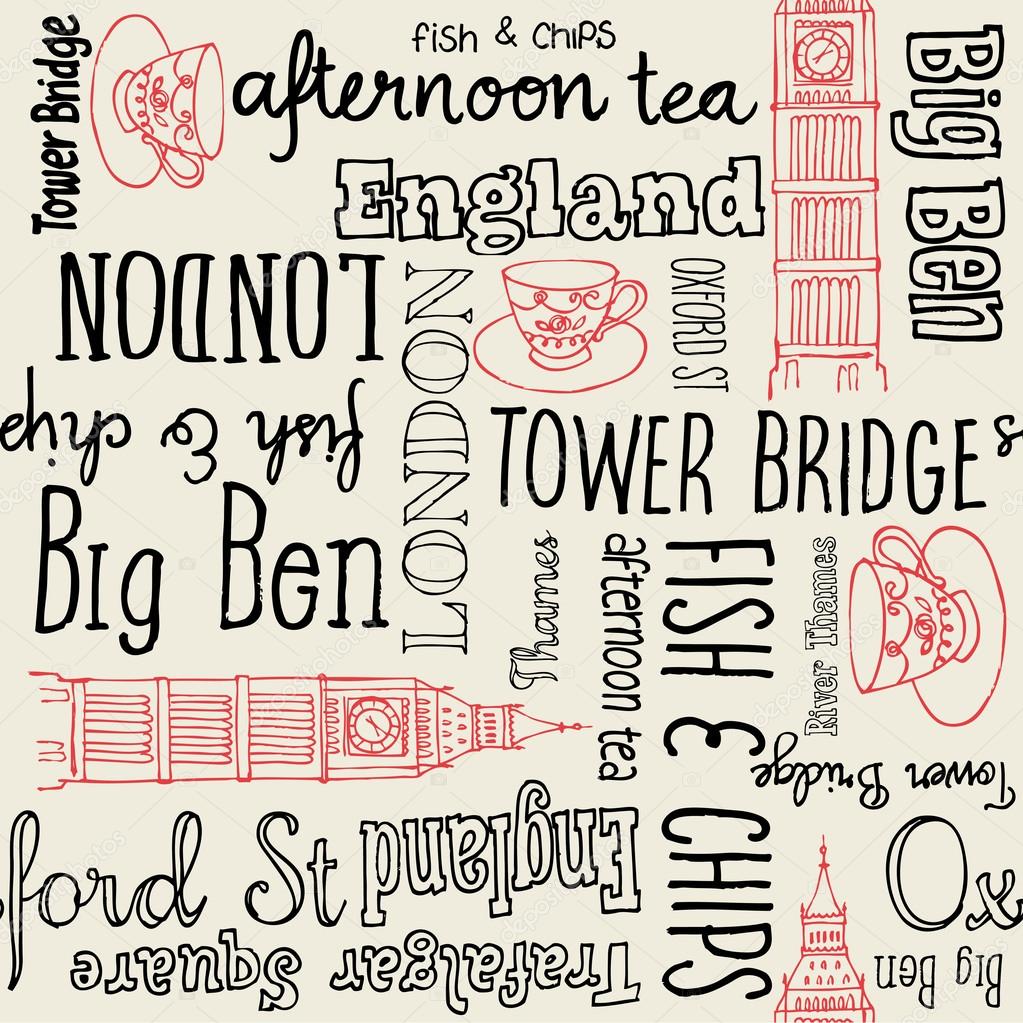 fish & chips
Tower Bridge
afternoon tea
Big Ben
England
LONDON
LONDON
OXFORD ST
fish & chips
TOWER BRIDGE
Big Ben
Thames
afternoon tea
FISH & CHIPS
River Thames
Tower Bridge
ford St
England
Ox
Trafalgar
Square
Big Ben